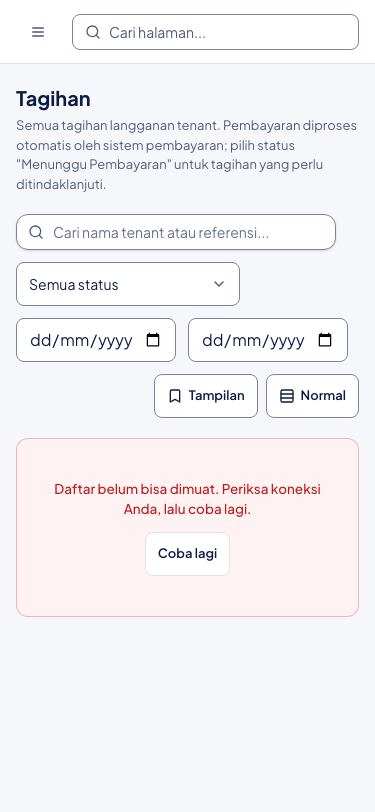 Cari halaman...
Tagihan
Semua tagihan langganan tenant. Pembayaran diproses
otomatis oleh sistem pembayaran; pilih status
"Menunggu Pembayaran" untuk tagihan yang perlu
ditindaklanjuti.
Cari nama tenant atau referensi...
Semua status
dd/mm/yyyy dd/mm/yyyy
Tampilan Normal
Daftar belum bisa dimuat. Periksa koneksi
Anda, lalu coba lagi.
Coba lagi